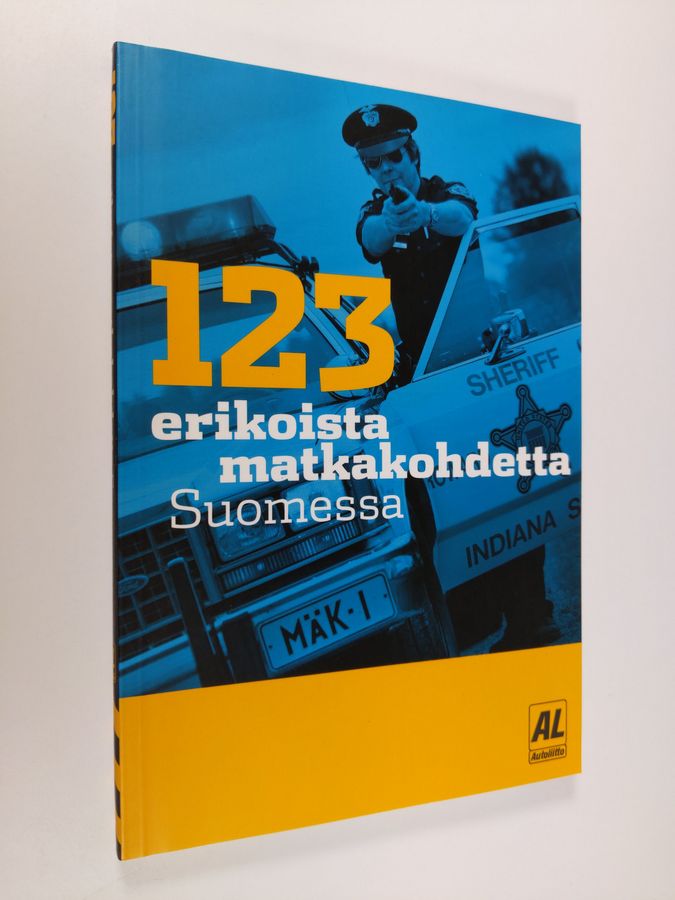 123
erikoista
matkakohdetta
Suomessa
SHERIFF
INDIANA S
MÄK-1
AL
Autoliitto